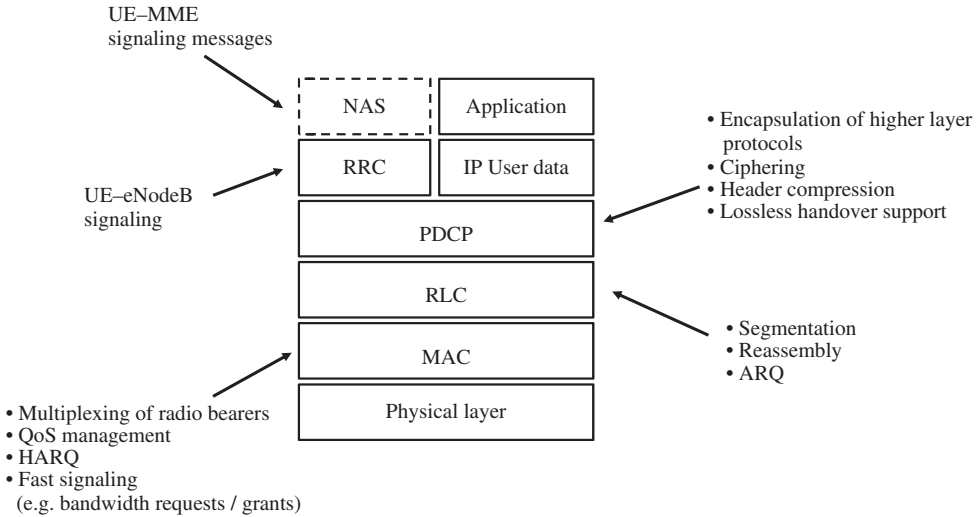 UE–MME
signaling messages
NAS
Application
RRC
IP User data
UE–eNodeB
signaling
• Encapsulation of higher layer
protocols
• Ciphering
• Header compression
• Lossless handover support
PDCP
RLC
• Segmentation
• Reassembly
• ARQ
MAC
Physical layer
• Multiplexing of radio bearers
• QoS management
• HARQ
• Fast signaling
(e.g. bandwidth requests / grants)